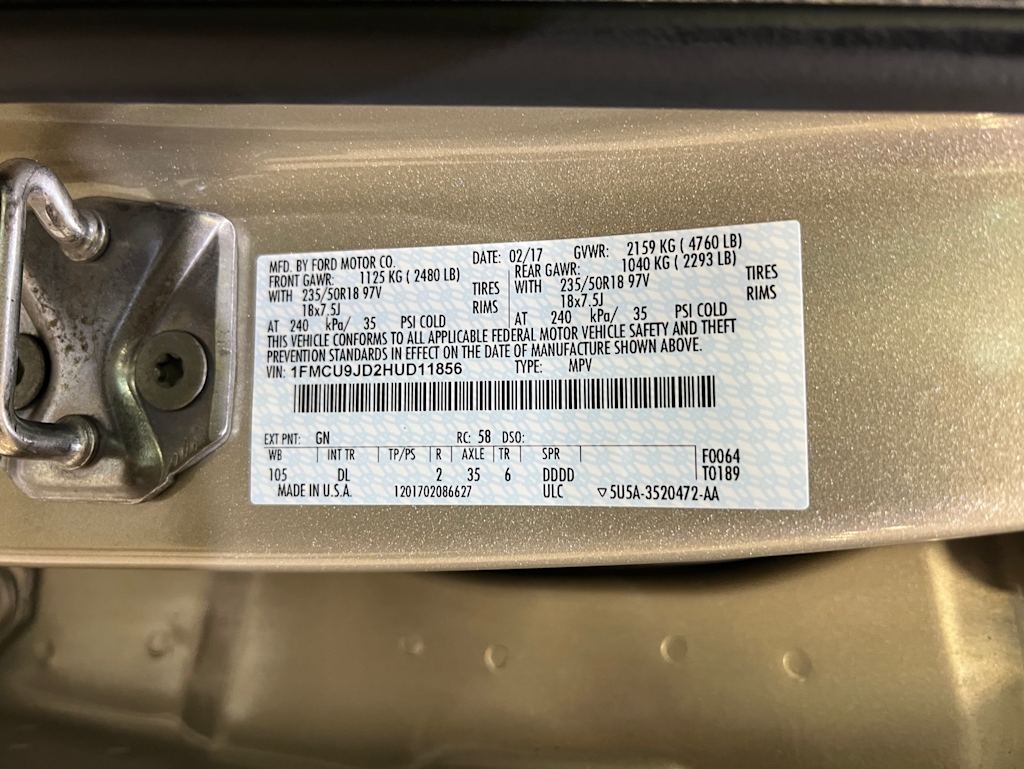 MFD. BY FORD MOTOR CO. DATE: 02/17 GVWR: 2159 KG ( 4760 LB)
FRONT GAWR: 1125 KG ( 2480 LB) REAR GAWR: 1040 KG ( 2293 LB)
WITH 235/50R18 97V TIRES WITH 235/50R18 97V TIRES
18x7.5J RIMS 18x7.5J RIMS
AT 240 kPa/ 35 PSI COLD AT 240 kPa/ 35 PSI COLD
THIS VEHICLE CONFORMS TO ALL APPLICABLE FEDERAL MOTOR VEHICLE SAFETY AND THEFT
PREVENTION STANDARDS IN EFFECT ON THE DATE OF MANUFACTURE SHOWN ABOVE.
VIN: 1FMCU9JD2HUD11856 TYPE: MPV
EXT PNT: GN RC: 58 DSO:
WB INT TR TP/PS R AXLE TR SPR F0064
105 DL 2 35 6 DDDD T0189
MADE IN U.S.A. 1201702086627 ULC ▽5U5A-3520472-AA